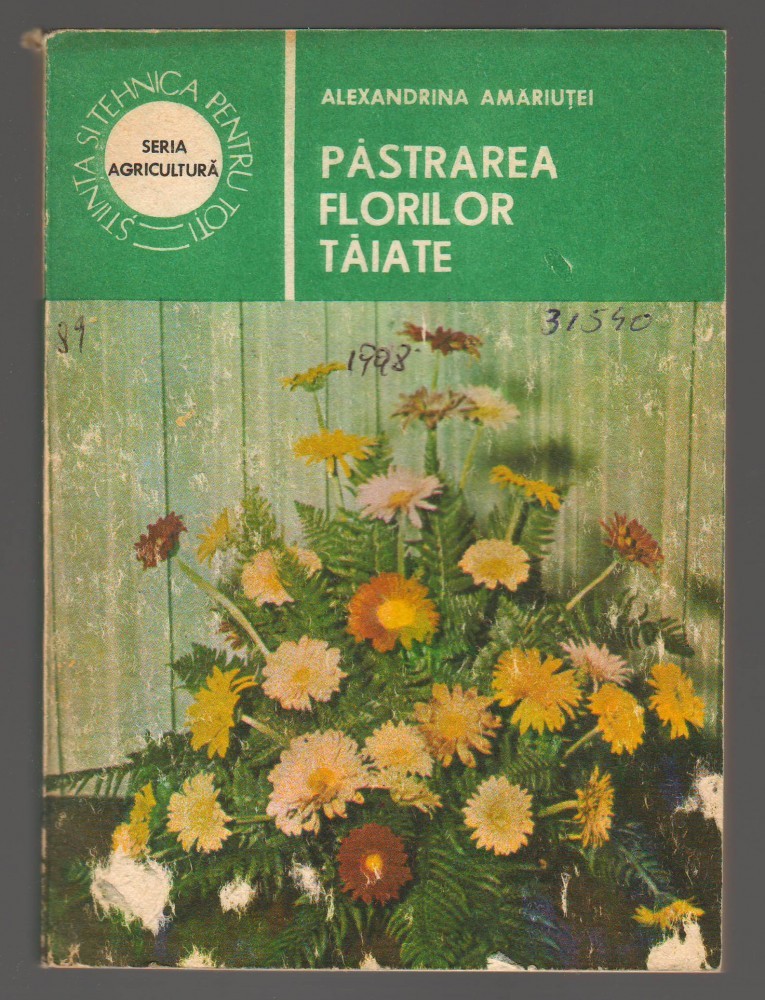 ȘTIINȚA ȘI TEHNICA PENTRU TOȚI
SERIA
AGRICULTURĂ
ALEXANDRINA AMĂRIUȚEI
PĂSTRAREA
FLORILOR
TĂIATE
89
1998
31540